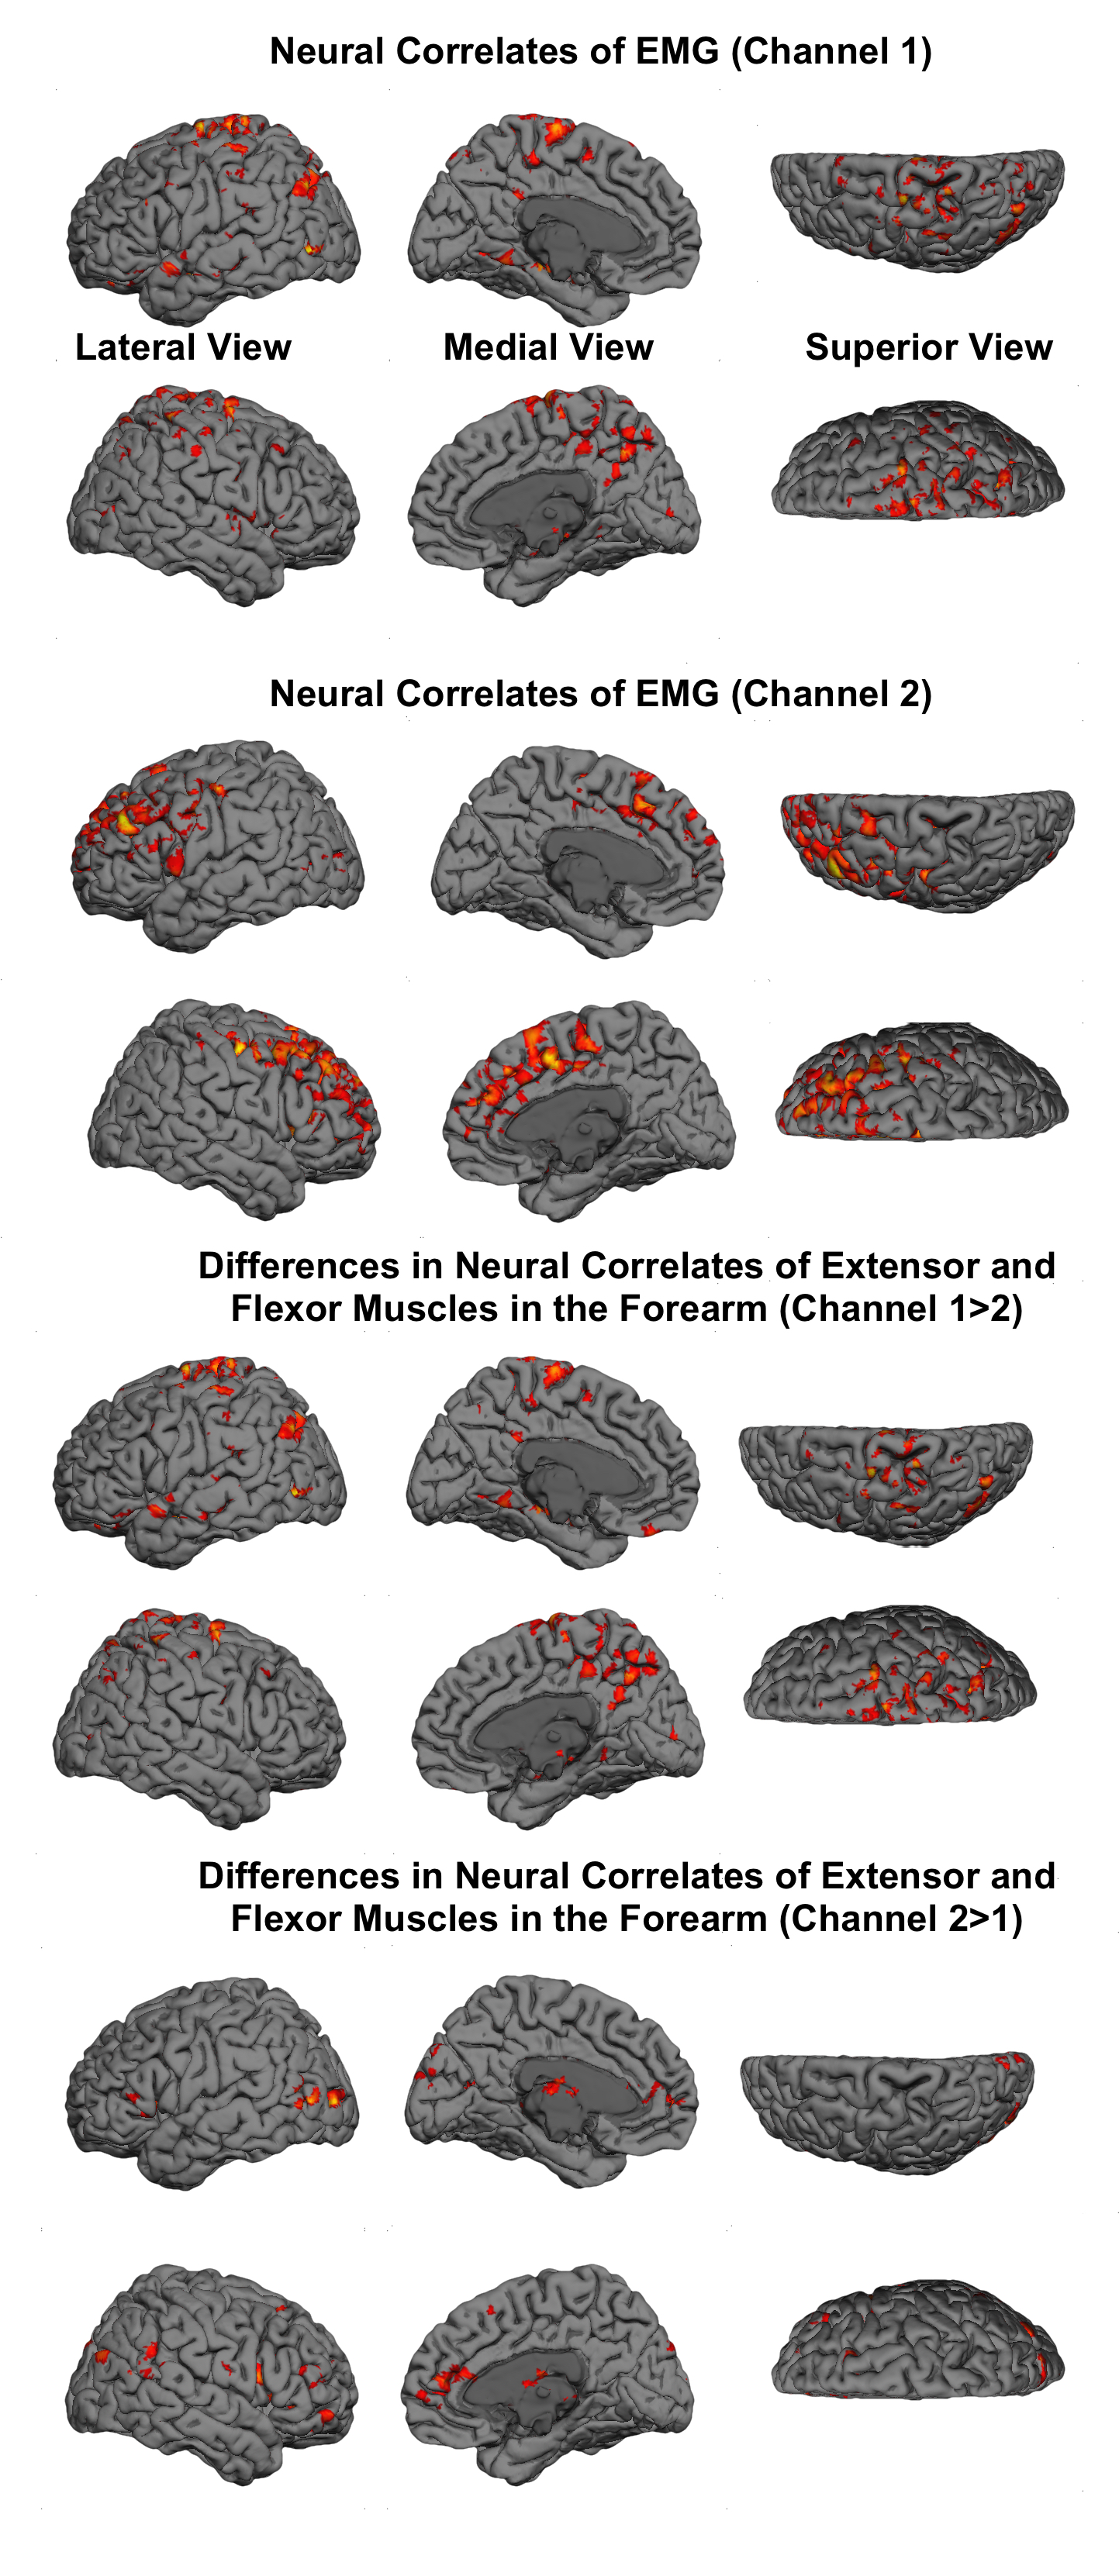 Neural Correlates of EMG (Channel 1)
Lateral View
Medial View
Superior View
Neural Correlates of EMG (Channel 2)
Differences in Neural Correlates of Extensor and
Flexor Muscles in the Forearm (Channel 1>2)
Differences in Neural Correlates of Extensor and
Flexor Muscles in the Forearm (Channel 2>1)